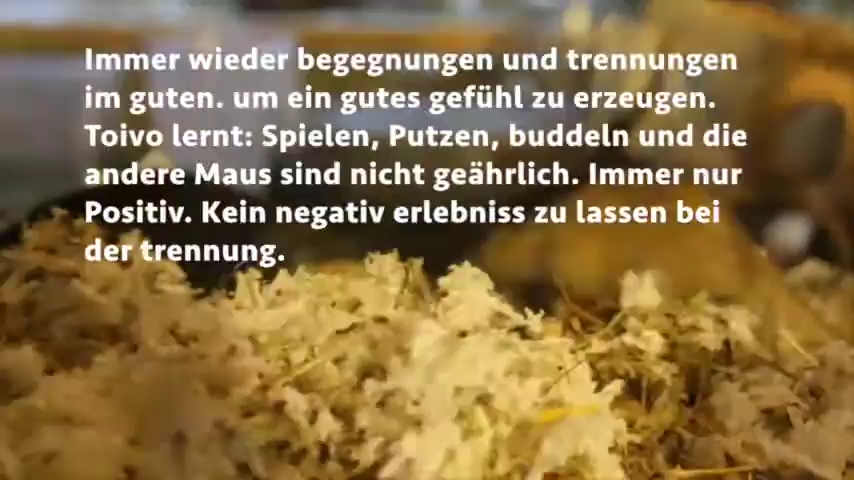 Immer wieder begegnungen und trennungen
im guten. um ein gutes gefühl zu erzeugen.
Toivo lernt: Spielen, Putzen, buddeln und die
andere Maus sind nicht geährlich. Immer nur
Positiv. Kein negativ erlebniss zu lassen bei
der trennung.